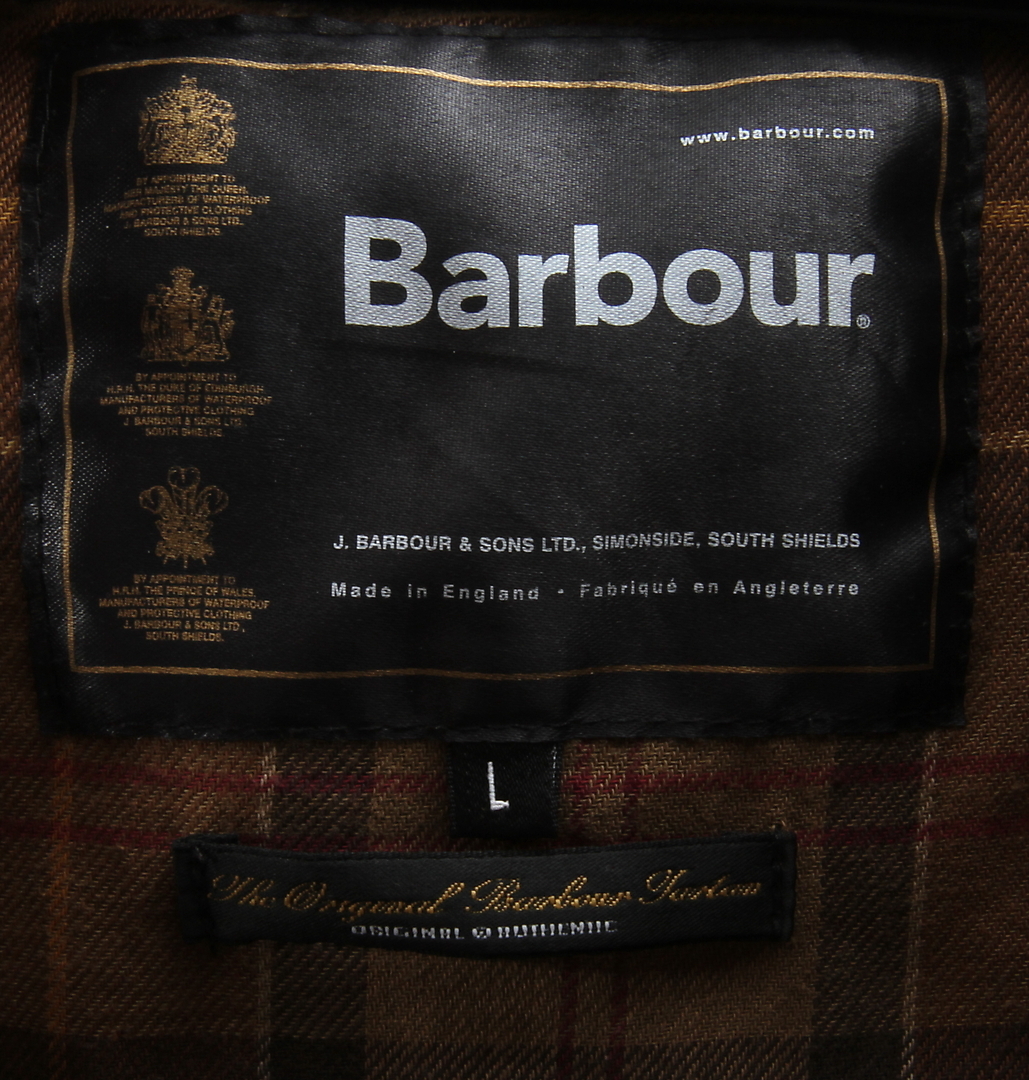 www.barbour.com
Barbour®
BY APPOINTMENT TO
HER MAJESTY THE QUEEN
MANUFACTURERS OF WATERPROOF
AND PROTECTIVE CLOTHING
J. BARBOUR & SONS LTD.,
SOUTH SHIELDS.
BY APPOINTMENT TO
H.R.H. THE DUKE OF EDINBURGH
MANUFACTURERS OF WATERPROOF
AND PROTECTIVE CLOTHING
J. BARBOUR & SONS LTD.
SOUTH SHIELDS.
BY APPOINTMENT TO
H.R.H. THE PRINCE OF WALES
MANUFACTURERS OF WATERPROOF
AND PROTECTIVE CLOTHING
J. BARBOUR & SONS LTD.,
SOUTH SHIELDS.
J. BARBOUR & SONS LTD., SIMONSIDE, SOUTH SHIELDS
Made in England • Fabriqué en Angleterre
L
The Original Barbour Tartan
ORIGINAL & AUTHENTIC